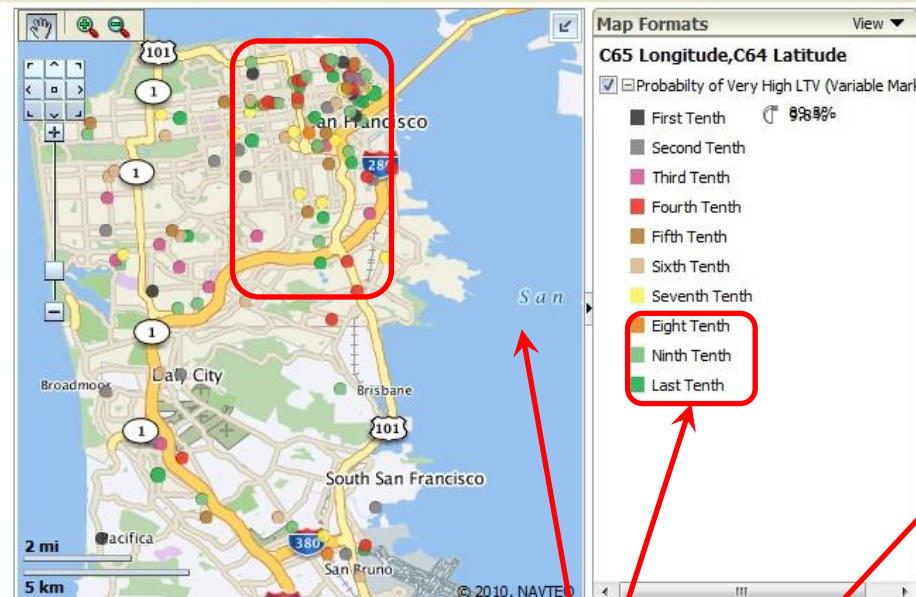 Map Formats
View
C65 Longitude,C64 Latitude
Probabilty of Very High LTV (Variable Mark
First Tenth
Second Tenth
Third Tenth
Fourth Tenth
Fifth Tenth
Sixth Tenth
Seventh Tenth
Eight Tenth
Ninth Tenth
Last Tenth
101
1
an Francisco
1
280
San
1
Daly City
Broadmoor
Brisbane
1
101
South San Francisco
Pacifica
380
San Bruno
2 mi
5 km
© 2010, NAVTEQ